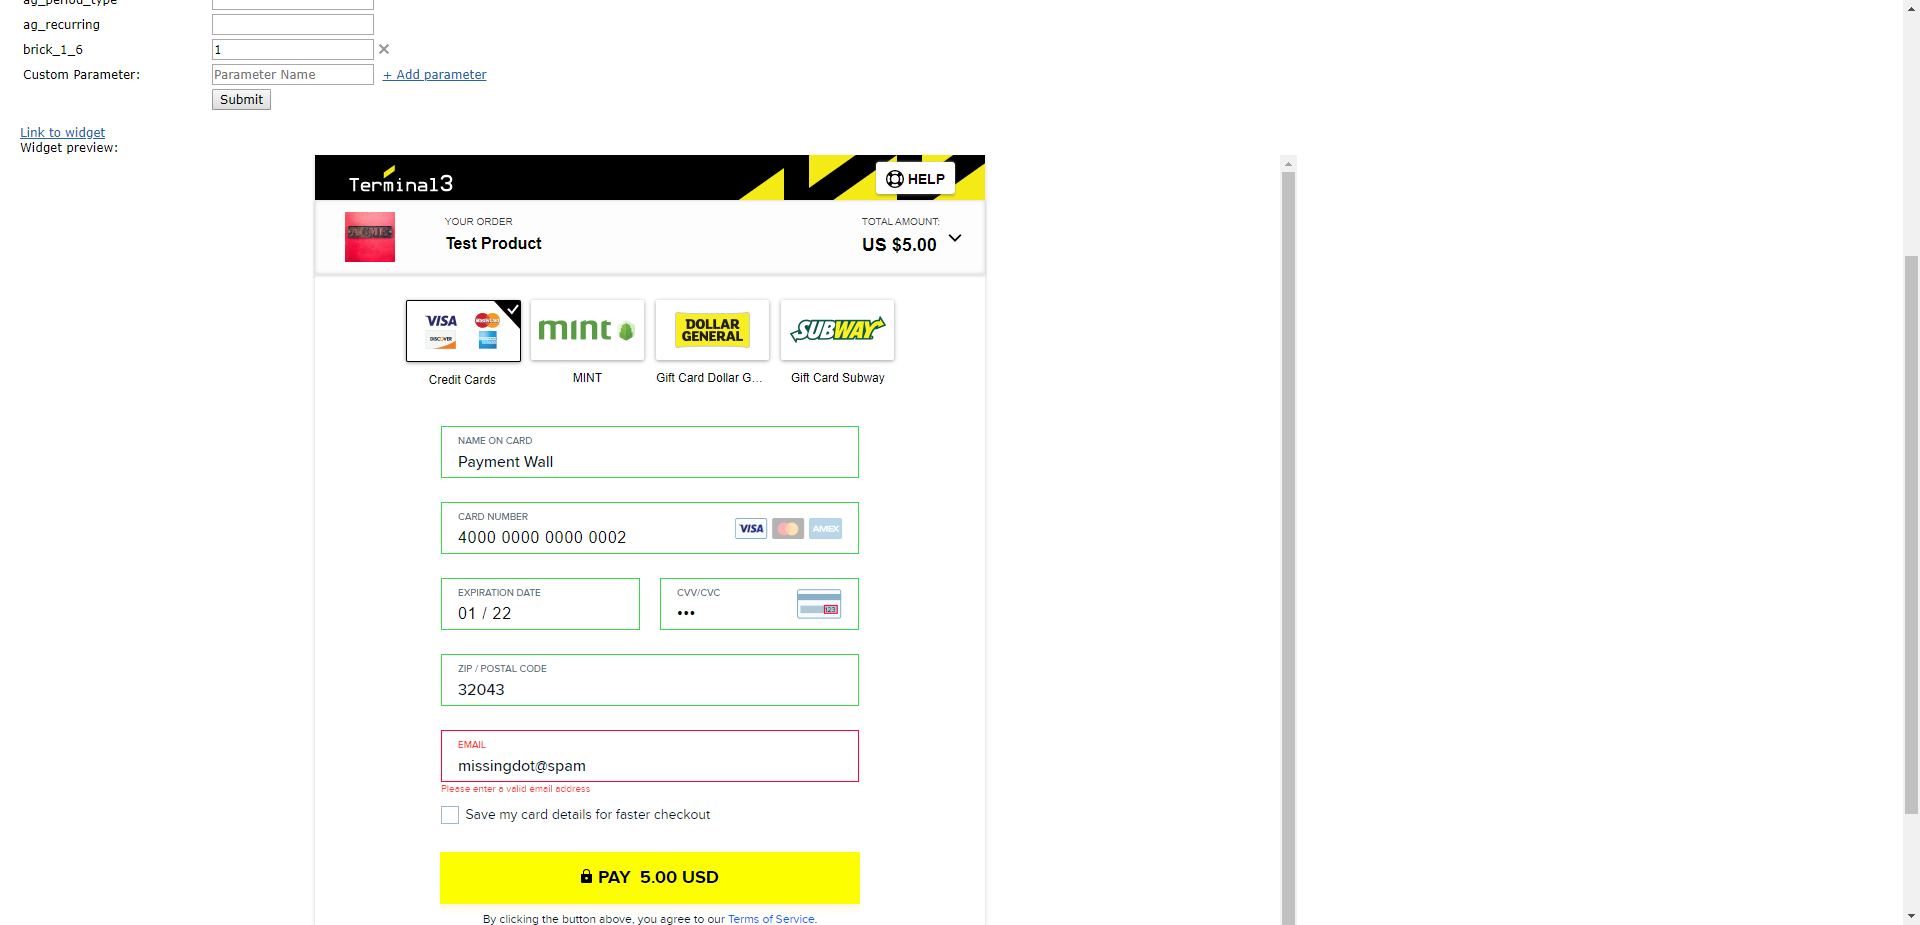 ag_period_type
ag_recurring
brick_1_6
1
Custom Parameter:
Parameter Name
+ Add parameter
Submit
Link to widget
Widget preview:
Terminal3
HELP
YOUR ORDER
Test Product
TOTAL AMOUNT:
US $5.00
ACME
VISA
MasterCard
DISCOVER
mint
DOLLAR
GENERAL
SUBWAY
Credit Cards
MINT
Gift Card Dollar G...
Gift Card Subway
NAME ON CARD
Payment Wall
CARD NUMBER
4000 0000 0000 0002
VISA
AMEX
EXPIRATION DATE
01 / 22
CVV/CVC
•••
123
ZIP / POSTAL CODE
32043
EMAIL
missingdot@spam
Please enter a valid email address
Save my card details for faster checkout
PAY 5.00 USD
By clicking the button above, you agree to our Terms of Service.